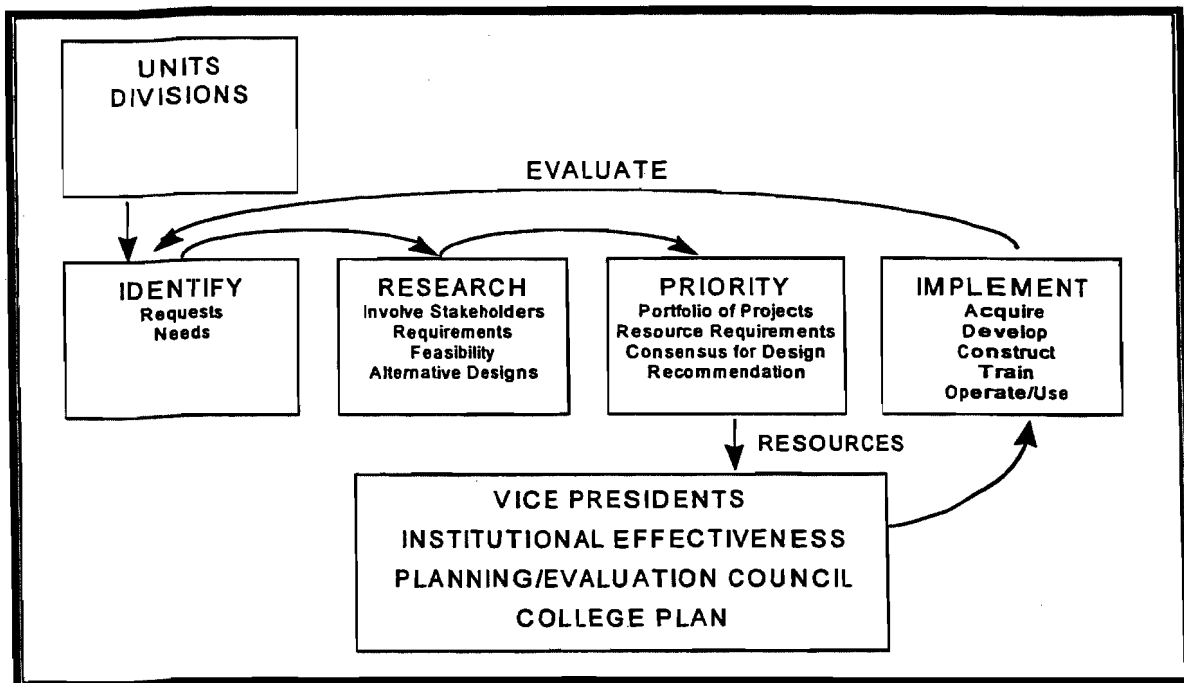 UNITS
DIVISIONS
EVALUATE
IDENTIFY
Requests
Needs
RESEARCH
Involve Stakeholders
Requirements
Feasibility
Alternative Designs
PRIORITY
Portfolio of Projects
Resource Requirements
Consensus for Design
Recommendation
IMPLEMENT
Acquire
Develop
Construct
Train
Operate/Use
RESOURCES
VICE PRESIDENTS
INSTITUTIONAL EFFECTIVENESS
PLANNING/EVALUATION COUNCIL
COLLEGE PLAN